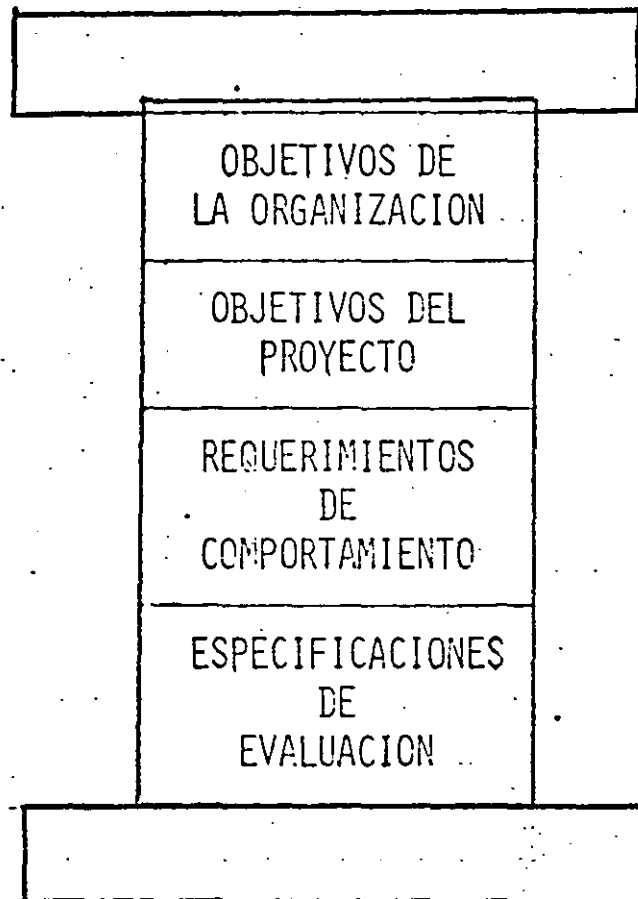 OBJETIVOS DE
LA ORGANIZACION
OBJETIVOS DEL
PROYECTO
REQUERIMIENTOS
DE
COMPORTAMIENTO
ESPECIFICACIONES
DE
EVALUACION